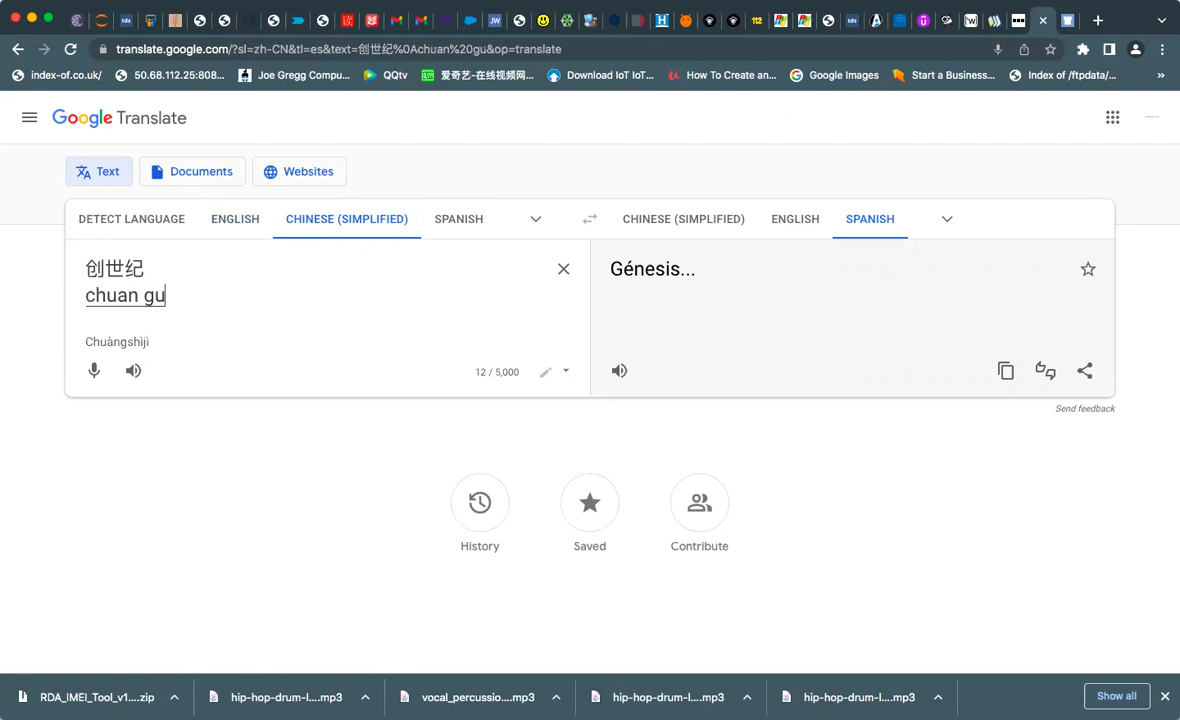 translate.google.com/?sl=zh-CN&tl=es&text=创世纪%0Achuan%20gu&op=translate
index-of.co.uk/
50.68.112.25:808...
Joe Gregg Compu...
QQtv
爱奇艺-在线视频网...
Download IoT IoT...
How To Create an...
Google Images
Start a Business...
Index of /ftpdata/...
»
Google Translate
Text
Documents
Websites
DETECT LANGUAGE
ENGLISH
CHINESE (SIMPLIFIED)
SPANISH
CHINESE (SIMPLIFIED)
ENGLISH
SPANISH
创世纪
chuan gu
Chuàngshìjì
12 / 5,000
Génesis...
Send feedback
History
Saved
Contribute
RDA_IMEI_Tool_v1....zip
hip-hop-drum-l....mp3
vocal_percussio....mp3
hip-hop-drum-l....mp3
hip-hop-drum-l....mp3
Show all